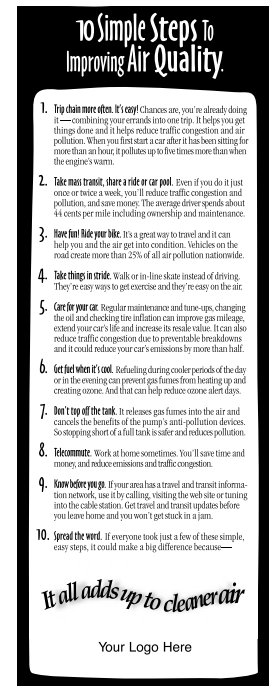 10 Simple Steps To
Improving Air Quality.
1. Trip chain more often. It's easy! Chances are, you're already doing
it — combining your errands into one trip. It helps you get
things done and it helps reduce traffic congestion and air
pollution. When you first start a car after it has been sitting for
more than an hour, it pollutes up to five times more than when
the engine's warm.
2. Take mass transit, share a ride or car pool. Even if you do it just
once or twice a week, you'll reduce traffic congestion and
pollution, and save money. The average driver spends about
44 cents per mile including ownership and maintenance.
3. Have fun! Ride your bike. It's a great way to travel and it can
help you and the air get into condition. Vehicles on the
road create more than 25% of all air pollution nationwide.
4. Take things in stride. Walk or in-line skate instead of driving.
They're easy ways to get exercise and they're easy on the air.
5. Care for your car. Regular maintenance and tune-ups, changing
the oil and checking tire inflation can improve gas mileage,
extend your car's life and increase its resale value. It can also
reduce traffic congestion due to preventable breakdowns
and it could reduce your car's emissions by more than half.
6. Get fuel when it's cool. Refueling during cooler periods of the day
or in the evening can prevent gas fumes from heating up and
creating ozone. And that can help reduce ozone alert days.
7. Don't top off the tank. It releases gas fumes into the air and
cancels the benefits of the pump's anti-pollution devices.
So stopping short of a full tank is safer and reduces pollution.
8. Telecommute. Work at home sometimes. You'll save time and
money, and reduce emissions and traffic congestion.
9. Know before you go. If your area has a travel and transit informa-
tion network, use it by calling, visiting the web site or tuning
into the cable station. Get travel and transit updates before
you leave home and you won't get stuck in a jam.
10. Spread the word. If everyone took just a few of these simple,
easy steps, it could make a big difference because—
It all adds up to cleaner air
Your Logo Here